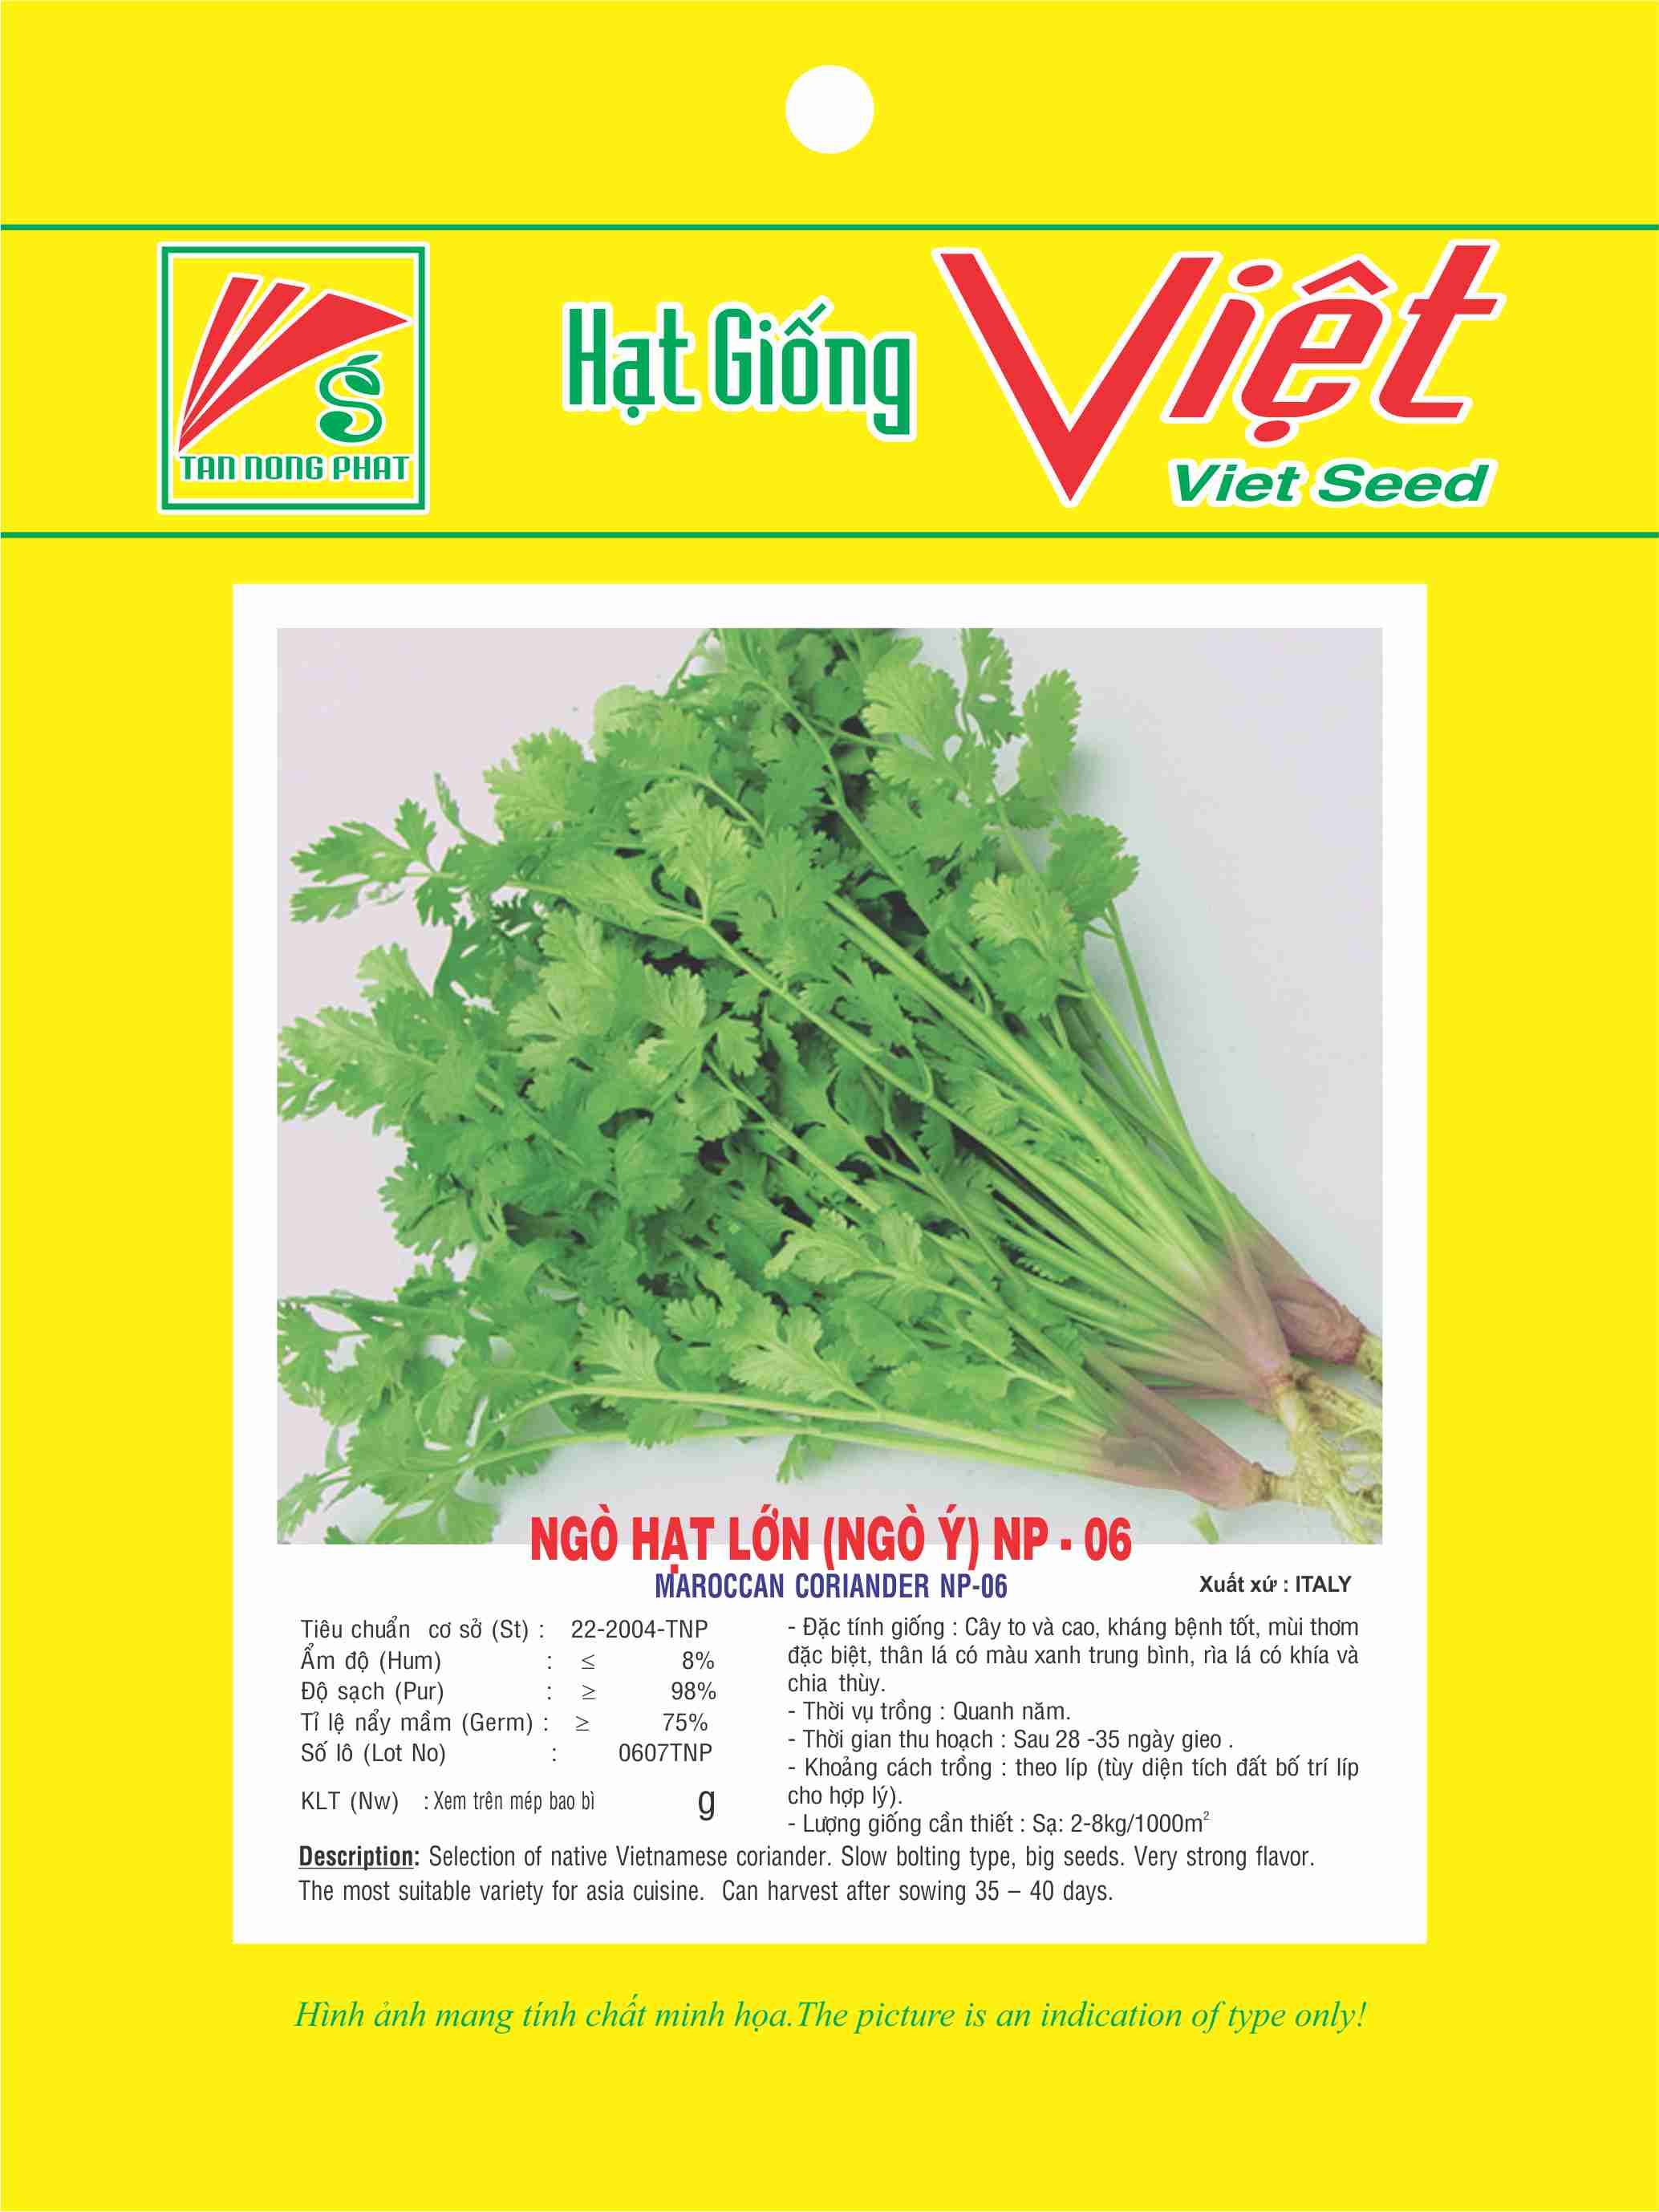 TAN NONG PHAT
Hạt Giống Việt
Viet Seed
NGÒ HẠT LỚN (NGÒ Ý) NP - 06
MAROCCAN CORIANDER NP-06
Xuất xứ : ITALY
Tiêu chuẩn cơ sở (St) : 22-2004-TNP
Ẩm độ (Hum) : ≤ 8%
Độ sạch (Pur) : ≥ 98%
Tỉ lệ nẩy mầm (Germ) : ≥ 75%
Số lô (Lot No) : 0607TNP
KLT (Nw) : Xem trên mép bao bì g
- Đặc tính giống : Cây to và cao, kháng bệnh tốt, mùi thơm
đặc biệt, thân lá có màu xanh trung bình, rìa lá có khía và
chia thùy.
- Thời vụ trồng : Quanh năm.
- Thời gian thu hoạch : Sau 28 -35 ngày gieo .
- Khoảng cách trồng : theo líp (tùy diện tích đất bố trí líp
cho hợp lý).
- Lượng giống cần thiết : Sạ: 2-8kg/1000m²
Description: Selection of native Vietnamese coriander. Slow bolting type, big seeds. Very strong flavor.
The most suitable variety for asia cuisine. Can harvest after sowing 35 – 40 days.
Hình ảnh mang tính chất minh họa.The picture is an indication of type only!